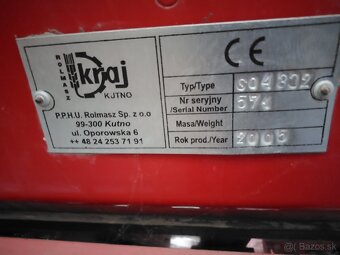 ROLMASZ
kraj
KUTNO
P.P.H.U. Rolmasz Sp. z o.o
99-300 Kutno
ul. Oporowska 6
++ 48 24 253 71 91
CE
Typ/Type
Nr seryjny
/Serial Number
Masa/Weight
Rok prod./Year 2005
bazos.sk